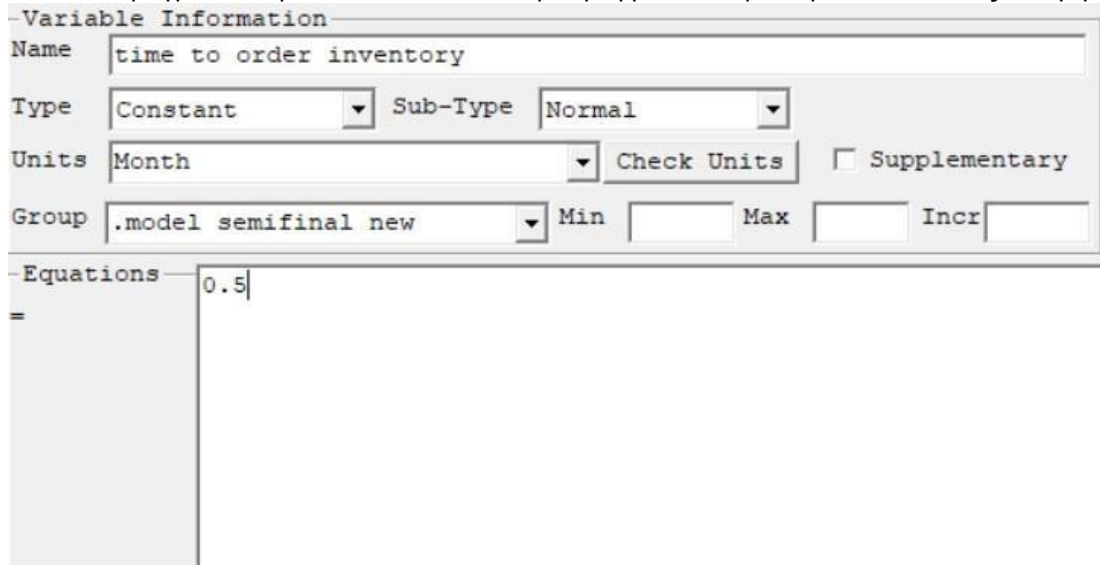 Variable Information
Name time to order inventory
Type Constant Sub-Type Normal
Units Month Check Units Supplementary
Group .model semifinal new Min Max Incr
Equations 0.5
=